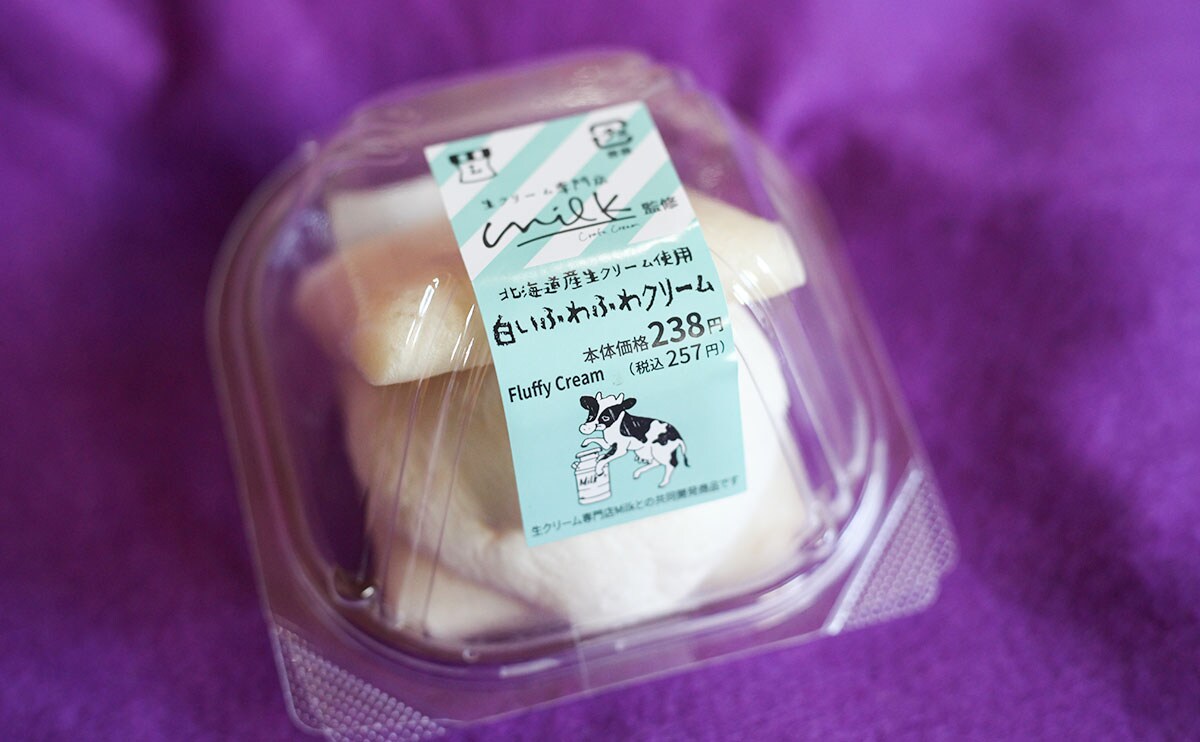 生クリーム専門店
milk 監修
Craft Cream
北海道産生クリーム使用
白いふわふわクリーム
本体価格238円
(税込257円)
Fluffy Cream
Milk
生クリーム専門店Milkとの共同開発商品です